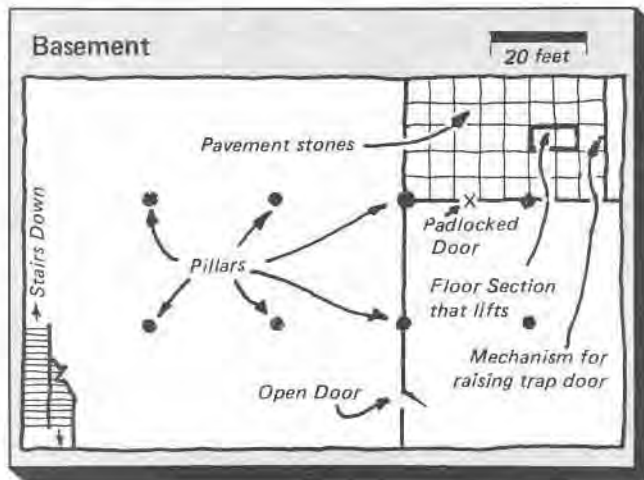 Basement
20 feet
Pavement stones
Stairs Down
Pillars
Padlocked
Door
Floor Section
that lifts
Mechanism for
raising trap door
Open Door